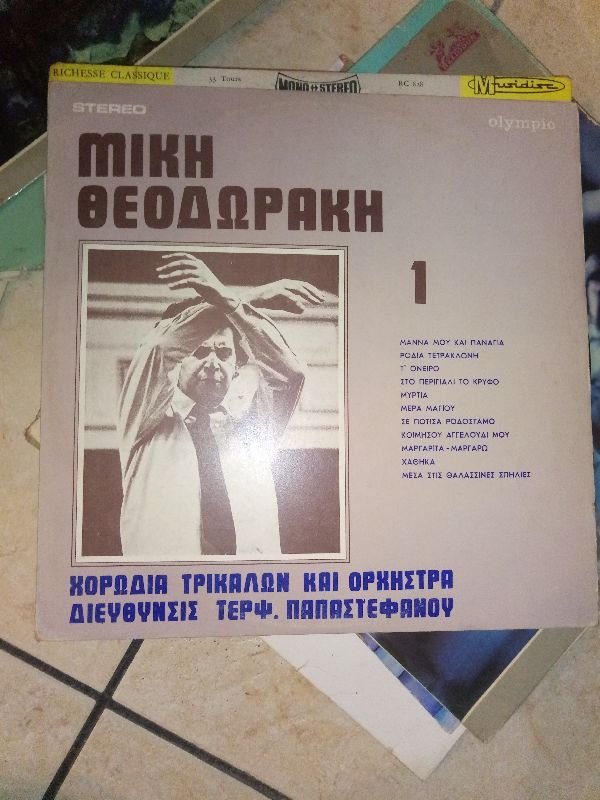 RICHESSE CLASSIQUE
33 Tours
MONO STEREO
RC 828
Musidisc
STEREO
olympic
ΜΙΚΗ
ΘΕΟΔΩΡΑΚΗ
1
ΜΑΝΝΑ ΜΟΥ ΚΑΙ ΠΑΝΑΓΙΑ
ΡΟΔΙΑ ΤΕΤΡΑΚΛΩΝΗ
Τ' ΟΝΕΙΡΟ
ΣΤΟ ΠΕΡΙΓΙΑΛΙ ΤΟ ΚΡΥΦΟ
ΜΥΡΤΙΑ
ΜΕΡΑ ΜΑΓΙΟΥ
ΣΕ ΠΟΤΙΣΑ ΡΟΔΟΣΤΑΜΟ
ΚΟΙΜΗΣΟΥ ΑΓΓΕΛΟΥΔΙ ΜΟΥ
ΜΑΡΓΑΡΙΤΑ - ΜΑΡΓΑΡΩ
ΧΑΘΗΚΑ
ΜΕΣΑ ΣΤΙΣ ΘΑΛΑΣΣΙΝΕΣ ΣΠΗΛΙΕΣ
ΧΟΡΩΔΙΑ ΤΡΙΚΑΛΩΝ ΚΑΙ ΟΡΧΗΣΤΡΑ
ΔΙΕΥΘΥΝΣΙΣ ΤΕΡΨ. ΠΑΠΑΣΤΕΦΑΝΟΥ